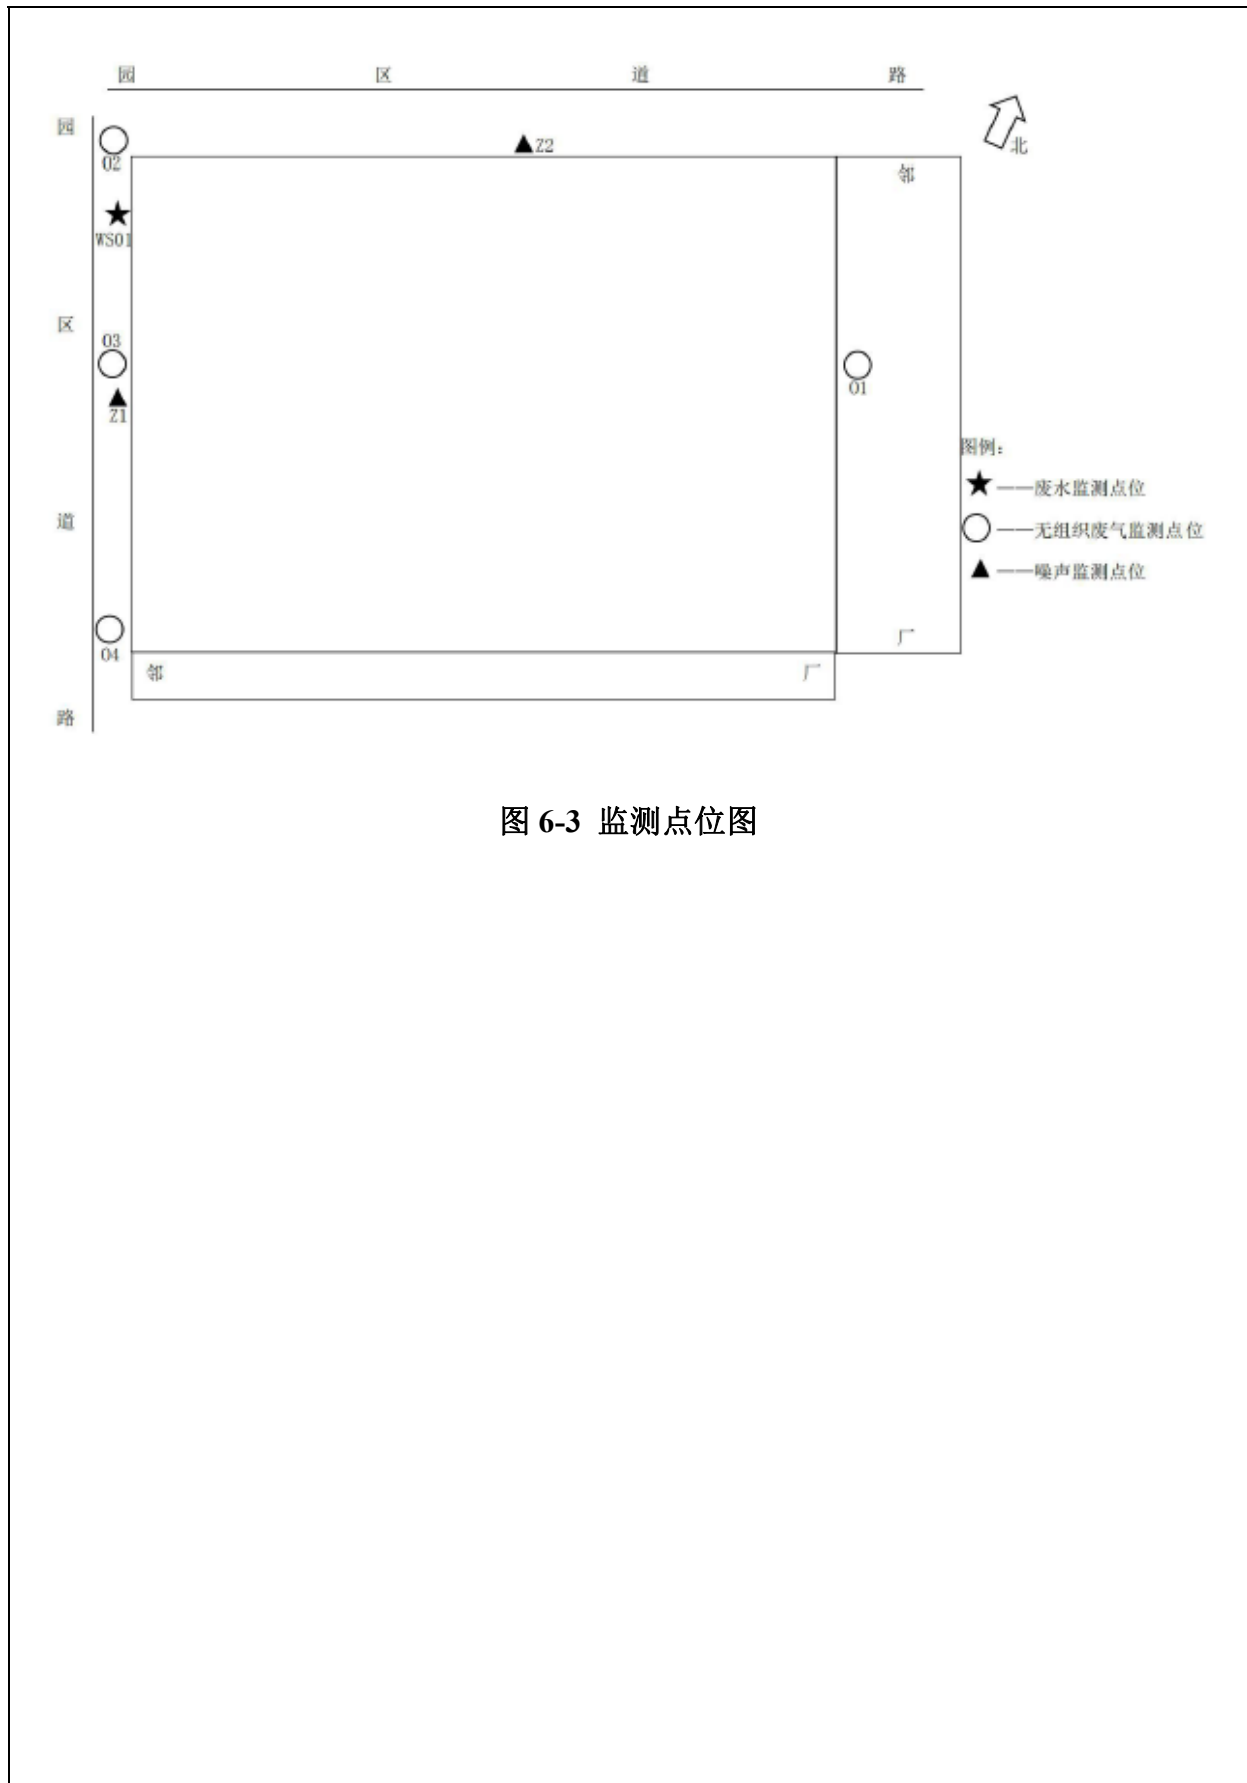 园 区 道 路
园
区
道
路
北
02
Z2
邻
WS01
03
Z1
01
图例：
★——废水监测点位
○——无组织废气监测点位
▲——噪声监测点位
厂
04
邻 厂
图 6-3 监测点位图